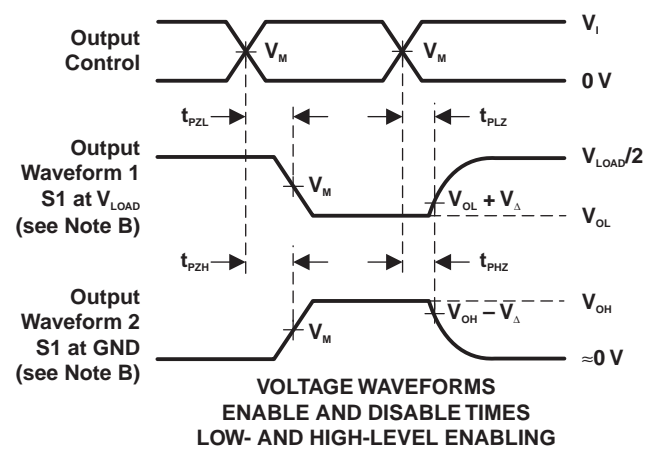 Output
Control
V_M
V_M
V_I
0 V
t_PZL
t_PLZ
Output
Waveform 1
S1 at V_LOAD
(see Note B)
V_M
V_OL + V_Δ
V_LOAD/2
V_OL
t_PZH
t_PHZ
Output
Waveform 2
S1 at GND
(see Note B)
V_M
V_OH − V_Δ
V_OH
≈0 V
VOLTAGE WAVEFORMS
ENABLE AND DISABLE TIMES
LOW- AND HIGH-LEVEL ENABLING